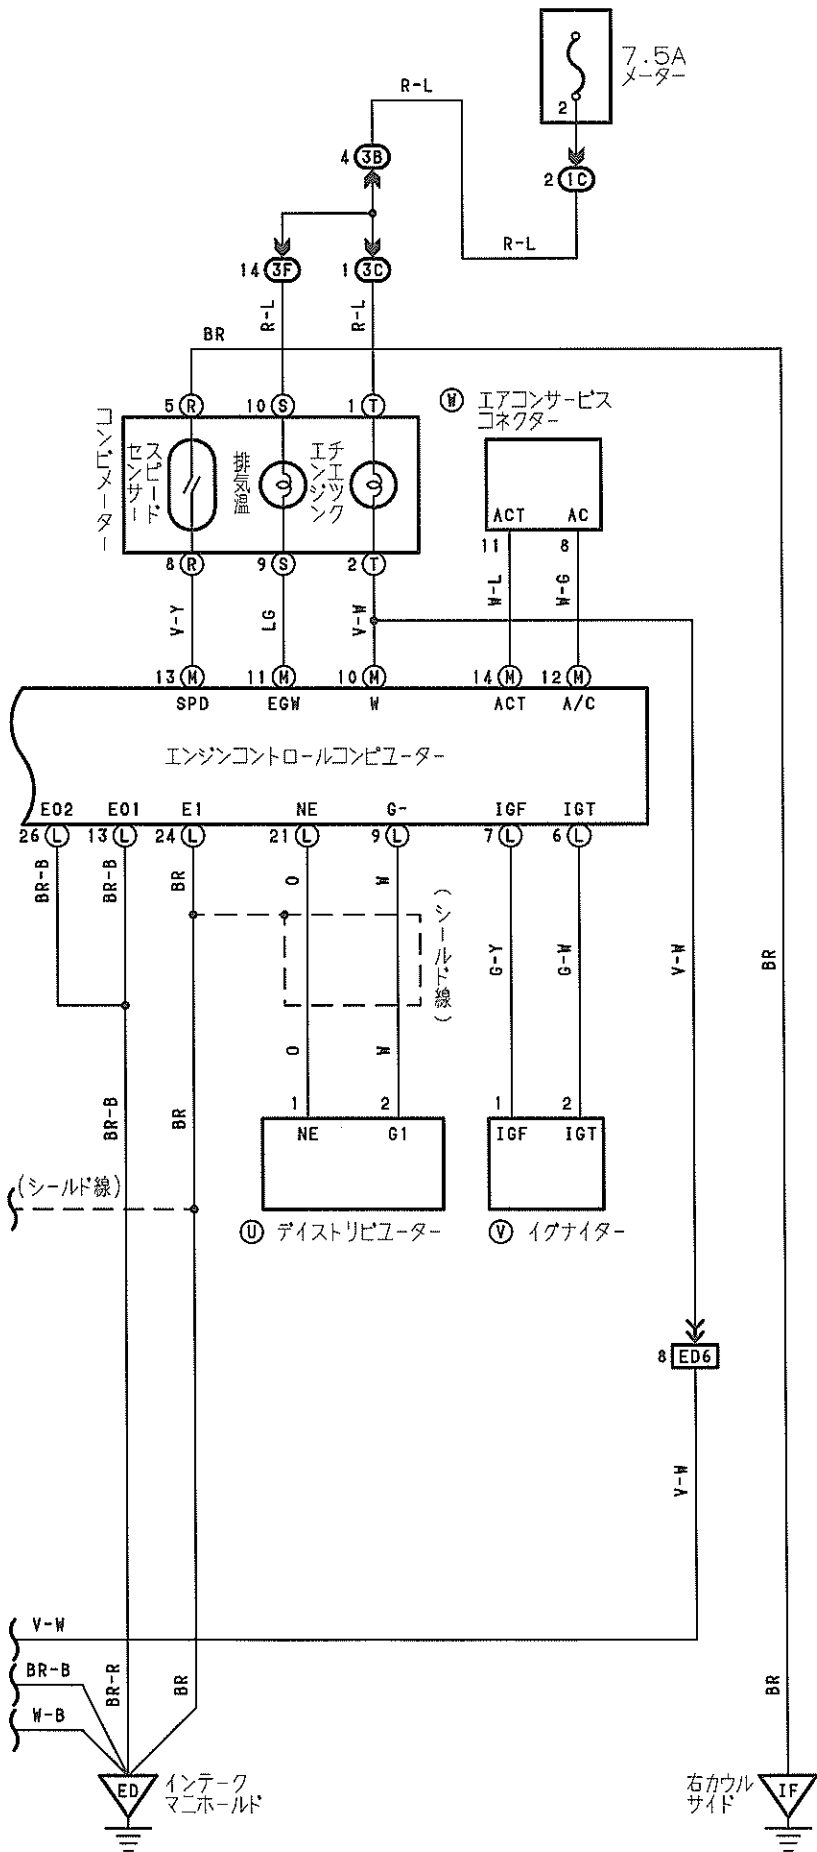 7.5A
メーター
2
R-L
4 3B
2 1C
R-L
14 3F
1 3C
R-L
R-L
BR
5 R
10 S
1 T
W エアコンサービス
コネクター
コンビメーター
スピード
センサー
排気温
チエツク
エンジン
ACT AC
11 8
8 R
9 S
2 T
V-Y
LG
V-W
W-L
W-G
13 M
11 M
10 M
14 M
12 M
SPD EGW W ACT A/C
エンジンコントロールコンピユーター
E02 E01 E1 NE G- IGF IGT
26 L
13 L
24 L
21 L
9 L
7 L
6 L
BR-B
BR-B
BR
O
W
(シールド線)
G-Y
G-W
V-W
BR
O
W
BR-B
BR
1 2
NE G1
1 2
IGF IGT
(シールド線)
U デイストリビユーター
V イグナイター
8 ED6
V-W
V-W
BR-B
W-B
BR-R
BR
BR
ED
インテーク
マニホールド
右カウル
サイド
IF